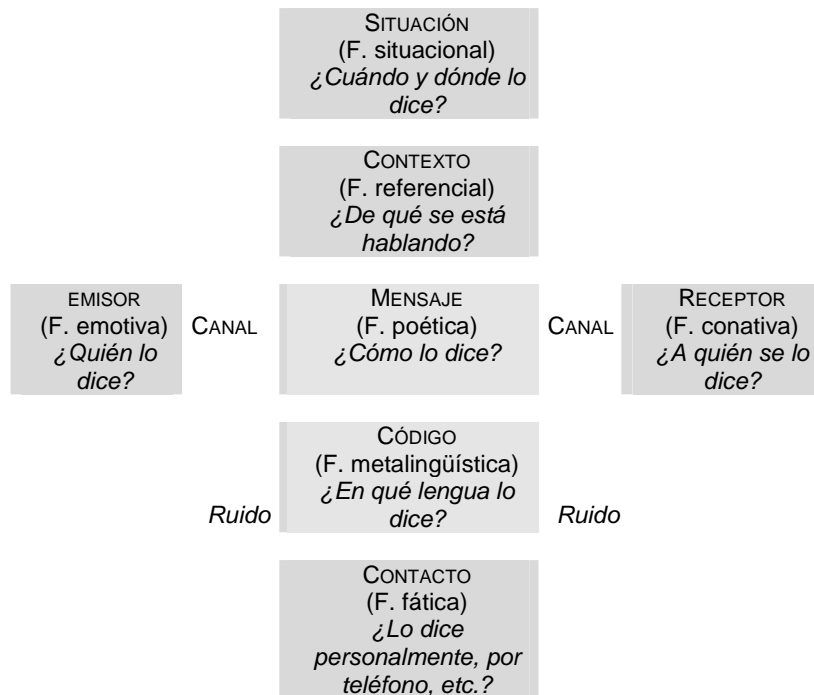 SITUACIÓN
(F. situacional)
¿Cuándo y dónde lo
dice?
CONTEXTO
(F. referencial)
¿De qué se está
hablando?
EMISOR
(F. emotiva)
¿Quién lo
dice?
CANAL
MENSAJE
(F. poética)
¿Cómo lo dice?
CANAL
RECEPTOR
(F. conativa)
¿A quién se lo
dice?
CÓDIGO
(F. metalingüística)
¿En qué lengua lo
dice?
Ruido
Ruido
CONTACTO
(F. fática)
¿Lo dice
personalmente, por
teléfono, etc.?